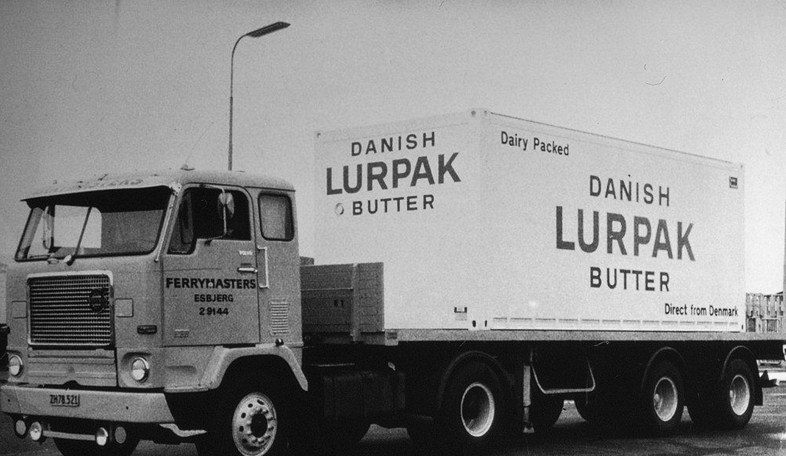 FERRYMASTERS
ESBJERG
29144
ZH78.521
DANISH
LURPAK
BUTTER
Dairy Packed
DANISH
LURPAK
BUTTER
Direct from Denmark